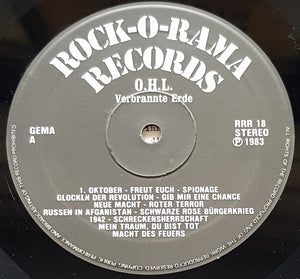 ROCK-O-RAMA
RECORDS
O.H.L.
Verbrannte Erde
GEMA
A
RRR 18
STEREO
℗ 1983
1. OKTOBER - FREUT EUCH - SPIONAGE
GLOCKEN DER REVOLUTION - GIB MIR EINE CHANCE
NEUE MACHT - ROTER TERROR
RUSSEN IN AFGANISTAN - SCHWARZE ROSE BÜRGERKRIEG
1942 - SCHRECKENSHERRSCHAFT
MEIN TRAUM, DU BIST TOT
MACHT DES FEUERS